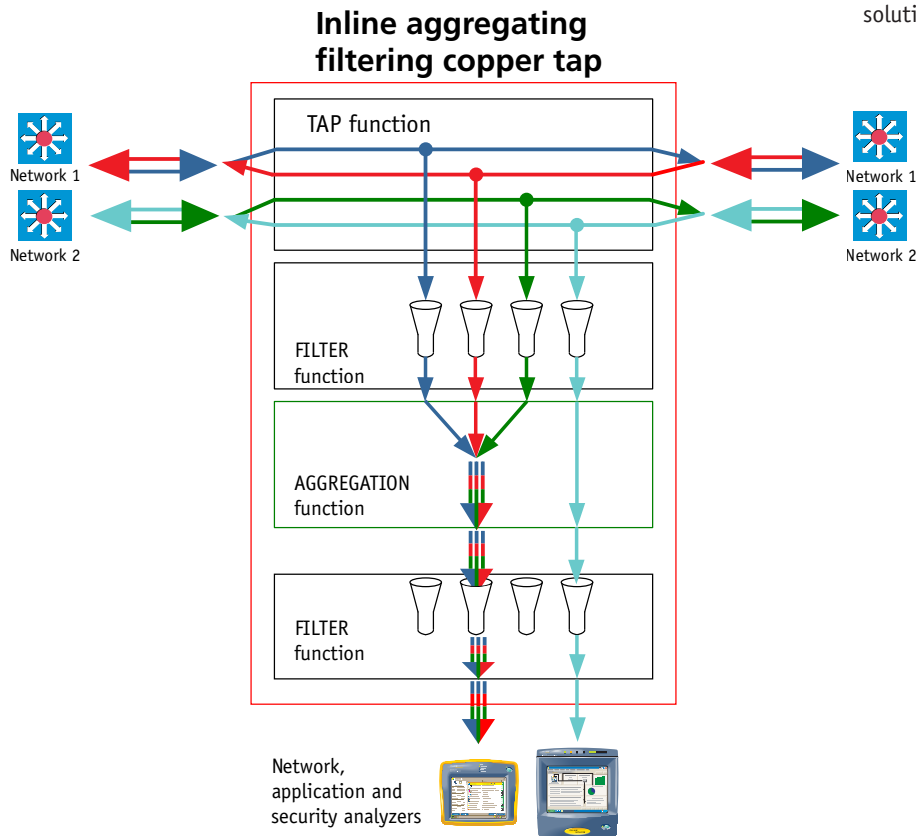 soluti
Inline aggregating
filtering copper tap
TAP function
Network 1
Network 1
Network 2
Network 2
FILTER
function
AGGREGATION
function
FILTER
function
Network,
application and
security analyzers